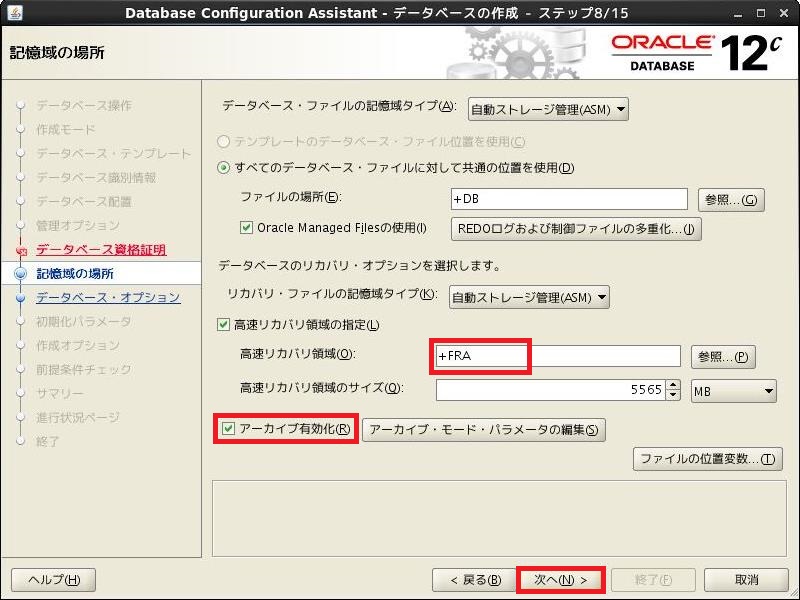 Database Configuration Assistant - データベースの作成 - ステップ8/15
記憶域の場所
ORACLE
DATABASE
12c
データベース操作
作成モード
データベース・テンプレート
データベース識別情報
データベース配置
管理オプション
データベース資格証明
記憶域の場所
データベース・オプション
初期化パラメータ
作成オプション
前提条件チェック
サマリー
進行状況ページ
終了
データベース・ファイルの記憶域タイプ(A): 自動ストレージ管理(ASM)
テンプレートのデータベース・ファイル位置を使用(C)
すべてのデータベース・ファイルに対して共通の位置を使用(D)
ファイルの場所(E): +DB 参照...(G)
Oracle Managed Filesの使用(I) REDOログおよび制御ファイルの多重化...(J)
データベースのリカバリ・オプションを選択します。
リカバリ・ファイルの記憶域タイプ(K): 自動ストレージ管理(ASM)
高速リカバリ領域の指定(L)
高速リカバリ領域(O): +FRA 参照...(P)
高速リカバリ領域のサイズ(Q): 5565 MB
アーカイブ有効化(R) アーカイブ・モード・パラメータの編集(S)
ファイルの位置変数...(T)
ヘルプ(H) < 戻る(B) 次へ(N) > 終了(F) 取消